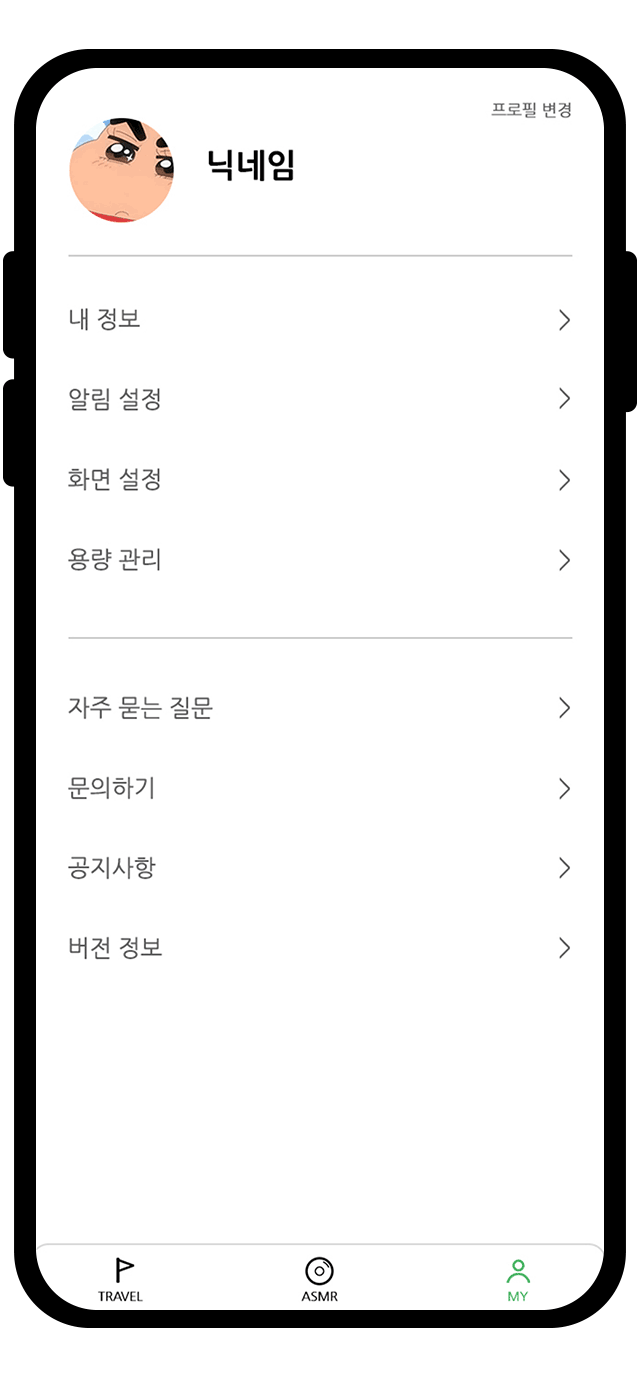 프로필 변경
닉네임
내 정보
알림 설정
화면 설정
용량 관리
자주 묻는 질문
문의하기
공지사항
버전 정보
TRAVEL
ASMR
MY